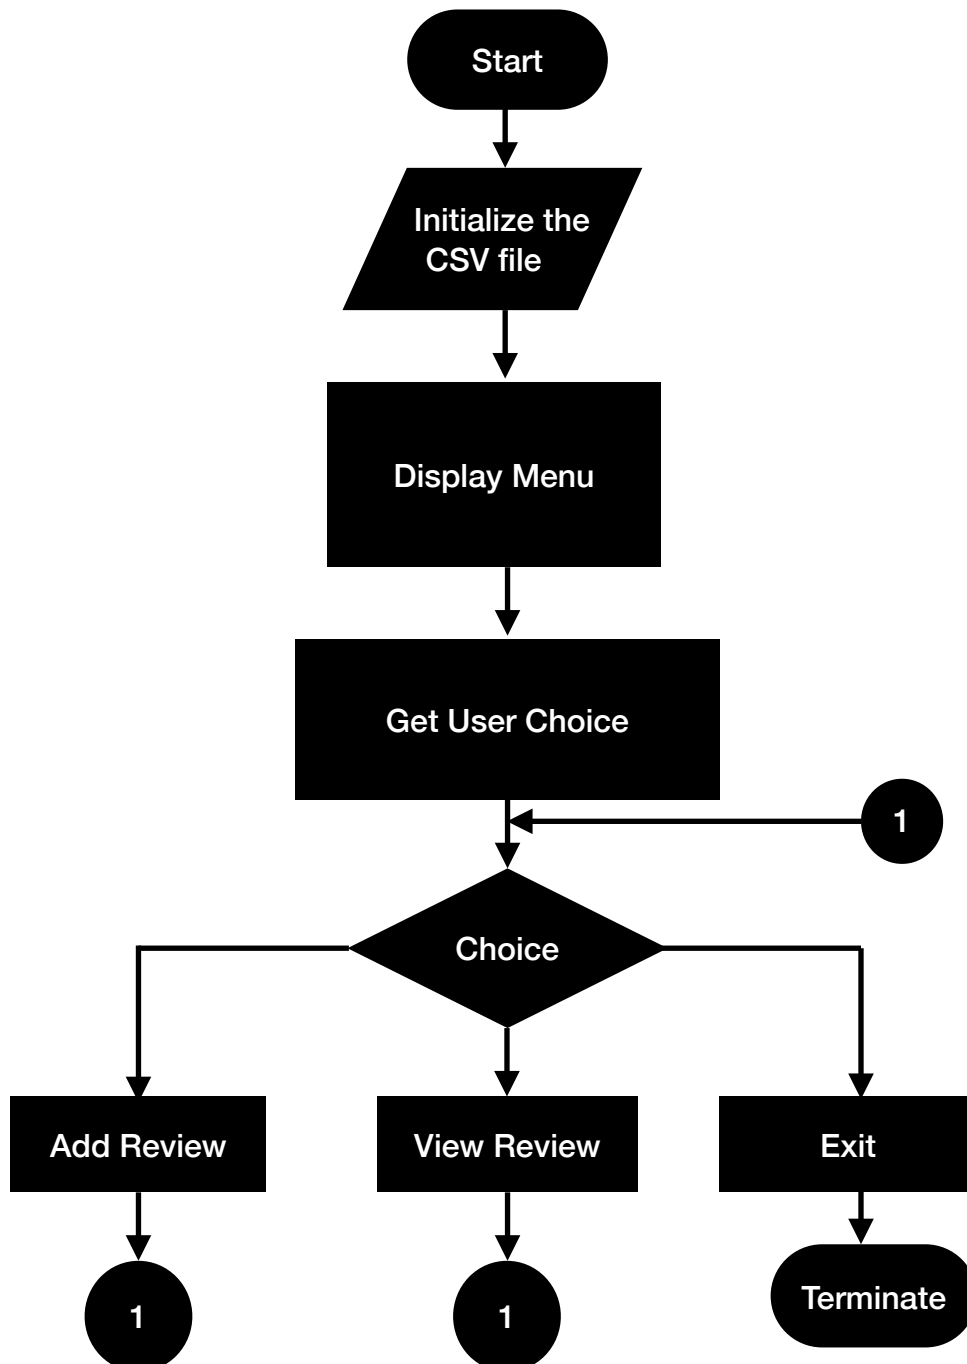 Start
Initialize the
CSV file
Display Menu
Get User Choice
1
Choice
Add Review
View Review
Exit
1
1
Terminate